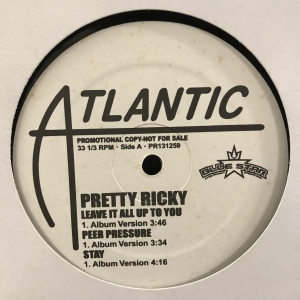 ATLANTIC
PROMOTIONAL COPY-NOT FOR SALE
33 1/3 RPM - Side A - PR131259
BLUE STAR
PRETTY RICKY
LEAVE IT ALL UP TO YOU
1. Album Version 3:46
PEER PRESSURE
1. Album Version 3:34
STAY
1. Album Version 4:16